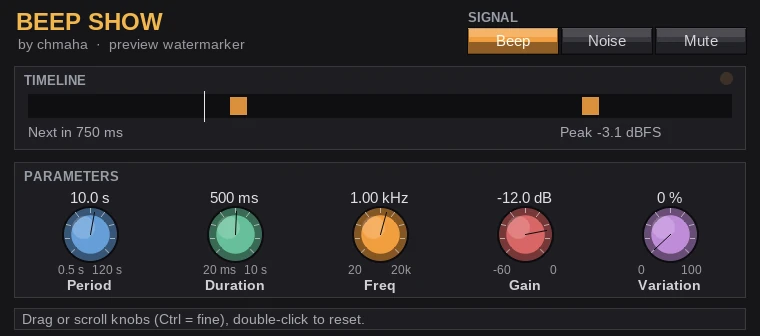 BEEP SHOW
by chmaha · preview watermarker
SIGNAL
Beep Noise Mute
TIMELINE
Next in 750 ms Peak -3.1 dBFS
PARAMETERS
10.0 s 500 ms 1.00 kHz -12.0 dB 0 %
0.5 s 120 s 20 ms 10 s 20 20k -60 0 0 100
Period Duration Freq Gain Variation
Drag or scroll knobs (Ctrl = fine), double-click to reset.